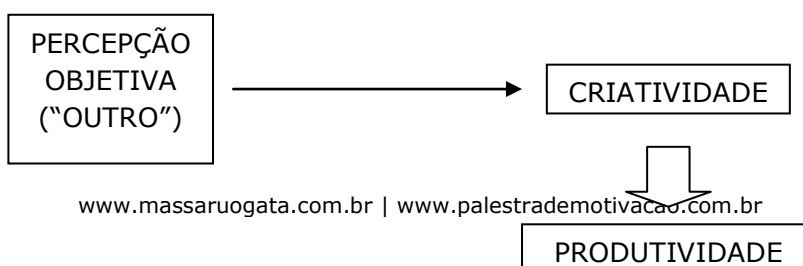 PERCEPÇÃO
OBJETIVA
(“OUTRO”)
CRIATIVIDADE
www.massaruogata.com.br | www.palestrademotivacao.com.br
PRODUTIVIDADE